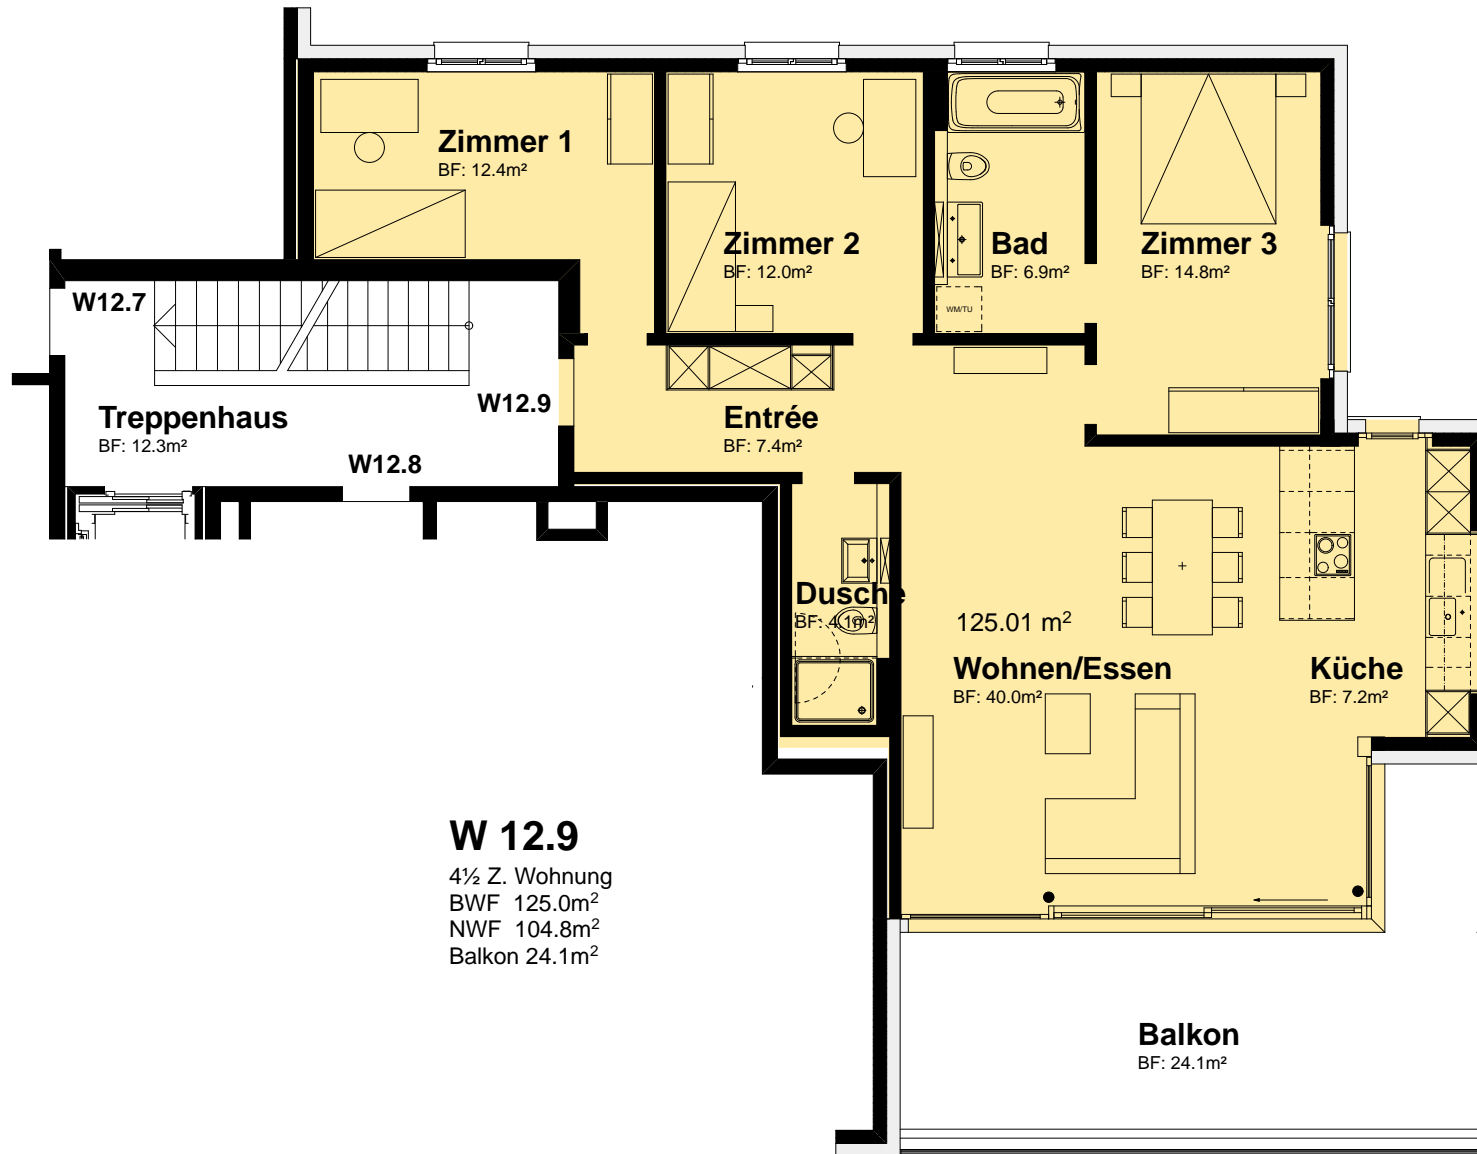 Zimmer 1
BF: 12.4m²
Zimmer 2
BF: 12.0m²
Bad
BF: 6.9m²
Zimmer 3
BF: 14.8m²
WM/TU
W12.7
Treppenhaus
BF: 12.3m²
W12.9
W12.8
Entrée
BF: 7.4m²
Dusche
BF: 4.1m²
125.01 m²
Wohnen/Essen
BF: 40.0m²
Küche
BF: 7.2m²
W 12.9
4½ Z. Wohnung
BWF 125.0m²
NWF 104.8m²
Balkon 24.1m²
Balkon
BF: 24.1m²